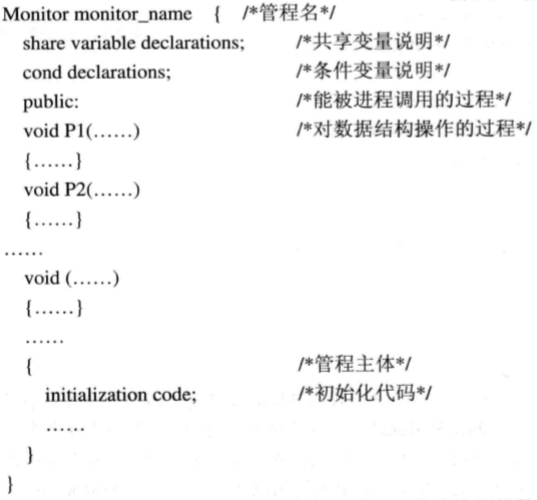 Monitor monitor_name { /*管程名*/
share variable declarations; /*共享变量说明*/
cond declarations; /*条件变量说明*/
public: /*能被进程调用的过程*/
void P1(……) /*对数据结构操作的过程*/
{……}
void P2(……)
{……}
……
void (……)
{……}
……
{ /*管程主体*/
initialization code; /*初始化代码*/
……
}
}